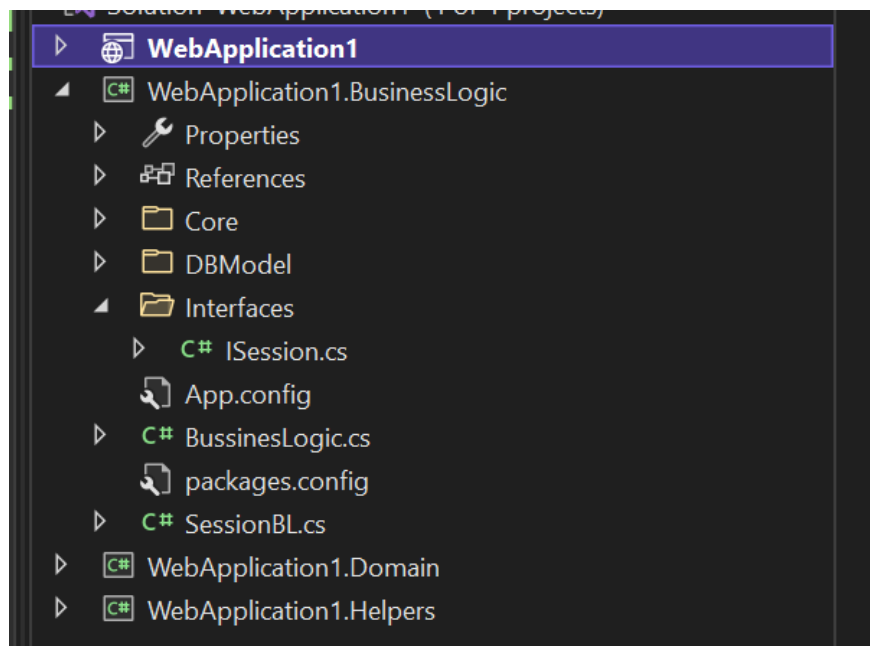 WebApplication1
C# WebApplication1.BusinessLogic
Properties
References
Core
DBModel
Interfaces
C# ISession.cs
App.config
C# BussinesLogic.cs
packages.config
C# SessionBL.cs
C# WebApplication1.Domain
C# WebApplication1.Helpers